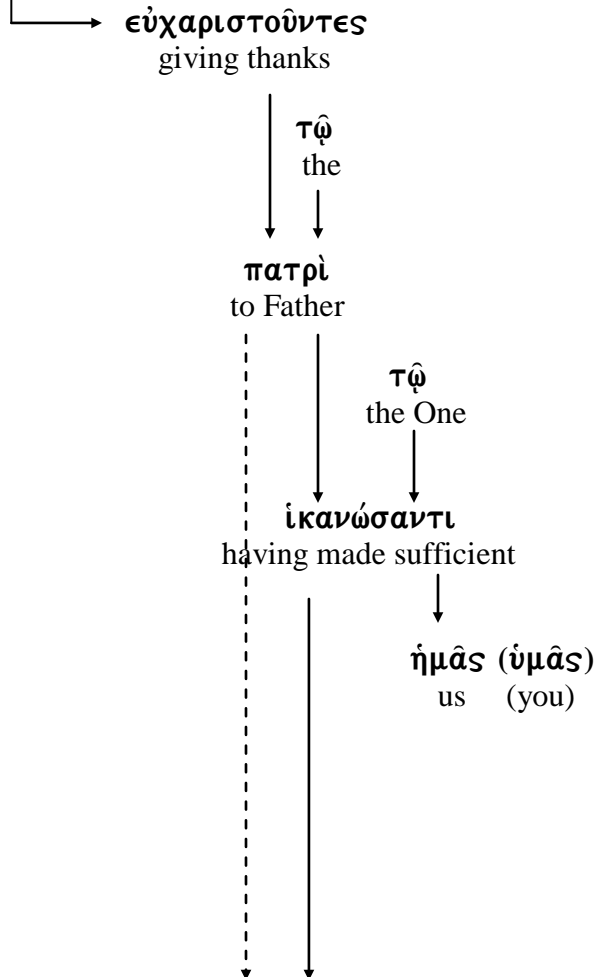 εὐχαριστοῦντες
giving thanks
τῷ
the
πατρὶ
to Father
τῷ
the One
ἱκανώσαντι
having made sufficient
ἡμᾶς (ὑμᾶς)
us (you)